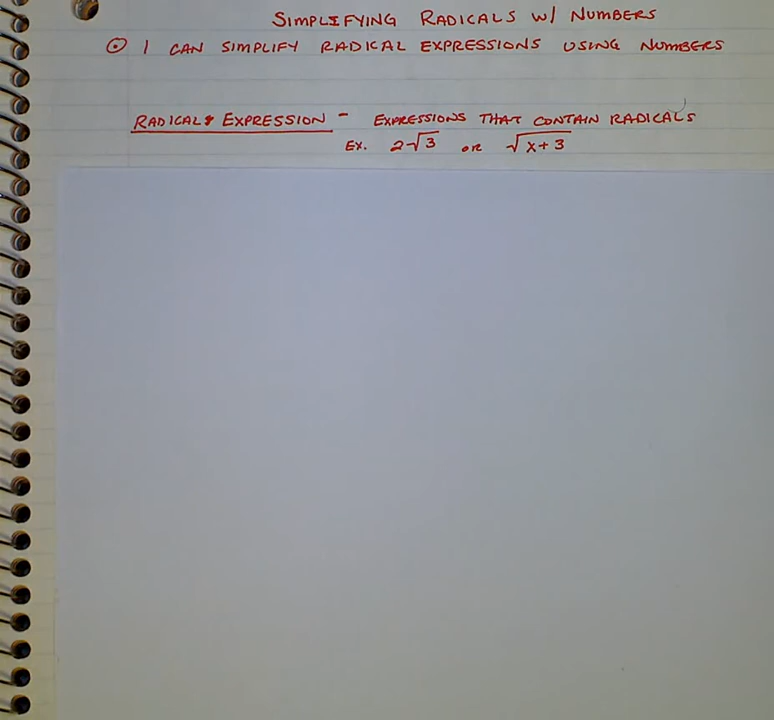 SIMPLIFYING RADICALS W/ NUMBERS
⊙ I CAN SIMPLIFY RADICAL EXPRESSIONS USING NUMBERS
RADICAL EXPRESSION - EXPRESSIONS THAT CONTAIN RADICALS
EX. 2√3 OR √x+3